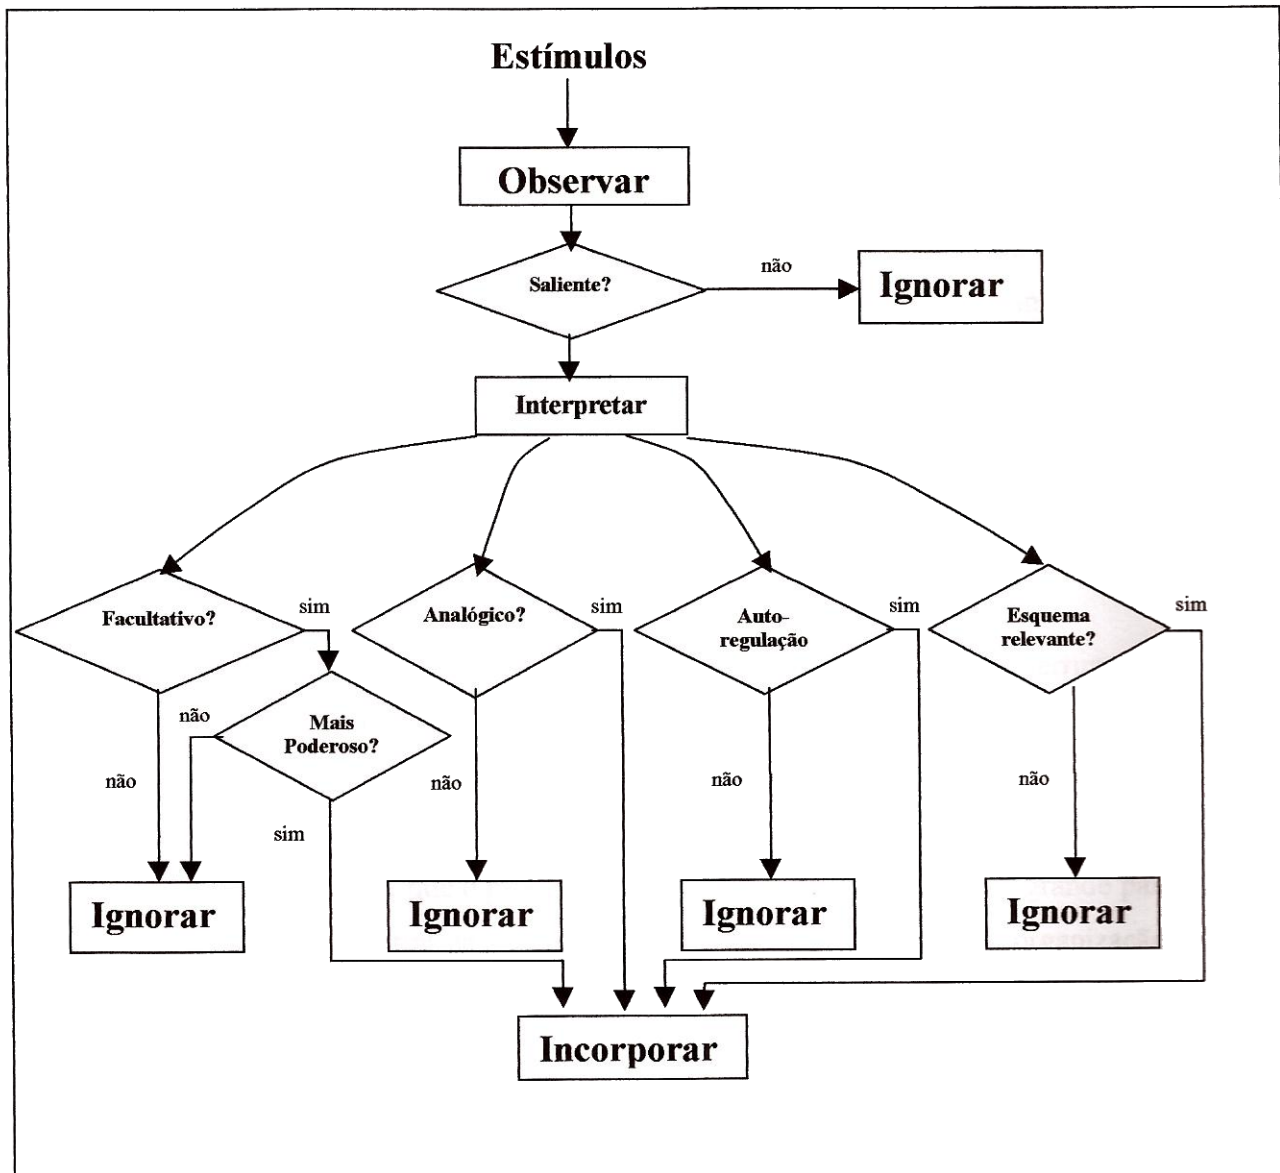 Estímulos
Observar
Saliente?
não
Ignorar
Interpretar
Facultativo?
sim
Analógico?
sim
Auto-
regulação
sim
Esquema
relevante?
sim
não
Mais
Poderoso?
não
sim
não
não
não
Ignorar
Ignorar
Ignorar
Ignorar
Incorporar